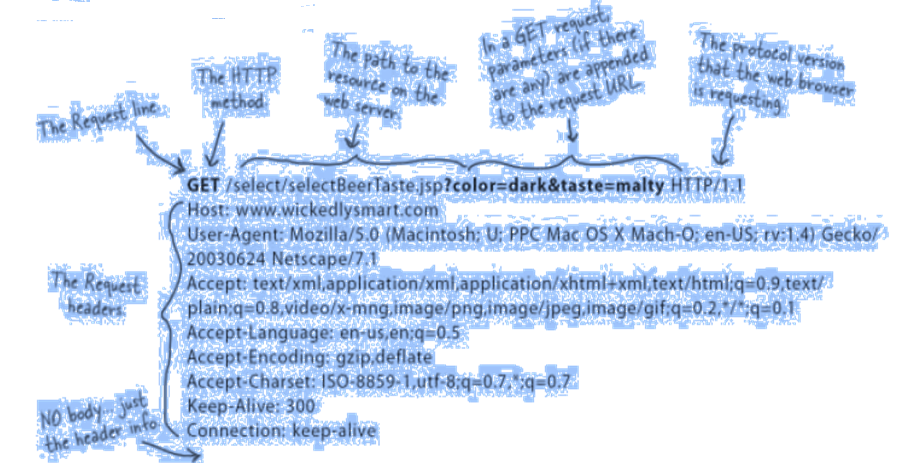 The Request line
The HTTP
method
The path to the
resource on the
web server
In a GET request,
parameters (if there
are any) are appended
to the request URL
The protocol version
that the web browser
is requesting
GET /select/selectBeerTaste.jsp?color=dark&taste=malty HTTP/1.1
Host: www.wickedlysmart.com
User-Agent: Mozilla/5.0 (Macintosh; U; PPC Mac OS X Mach-O; en-US; rv:1.4) Gecko/
20030624 Netscape/7.1
Accept: text/xml,application/xml,application/xhtml+xml,text/html;q=0.9,text/
plain;q=0.8,video/x-mng,image/png,image/jpeg,image/gif;q=0.2,*/*;q=0.1
Accept-Language: en-us,en;q=0.5
Accept-Encoding: gzip,deflate
Accept-Charset: ISO-8859-1,utf-8;q=0.7,*;q=0.7
Keep-Alive: 300
Connection: keep-alive
The Request
headers.
NO body... just
the header info